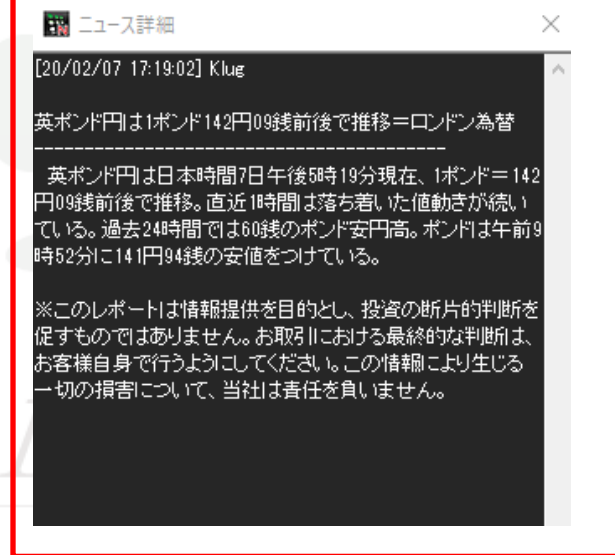 ニュース詳細
[20/02/07 17:19:02] Klug
英ポンド円は1ポンド142円09銭前後で推移＝ロンドン為替
------------------------------------------
英ポンド円は日本時間7日午後5時19分現在、1ポンド＝142
円09銭前後で推移。直近1時間は落ち着いた値動きが続い
ている。過去24時間では60銭のポンド安円高。ポンドは午前9
時52分に141円94銭の安値をつけている。
※このレポートは情報提供を目的とし、投資の断片的判断を
促すものではありません。お取引における最終的な判断は、
お客様自身で行うようにしてください。この情報により生じる
一切の損害について、当社は責任を負いません。